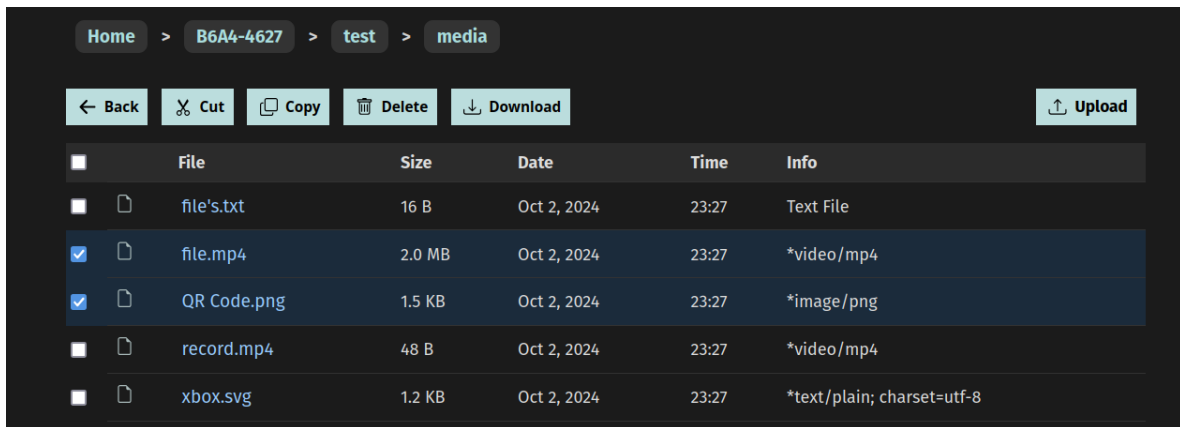 Home > B6A4-4627 > test > media
Back Cut Copy Delete Download Upload
File Size Date Time Info
file's.txt 16 B Oct 2, 2024 23:27 Text File
file.mp4 2.0 MB Oct 2, 2024 23:27 *video/mp4
QR Code.png 1.5 KB Oct 2, 2024 23:27 *image/png
record.mp4 48 B Oct 2, 2024 23:27 *video/mp4
xbox.svg 1.2 KB Oct 2, 2024 23:27 *text/plain; charset=utf-8